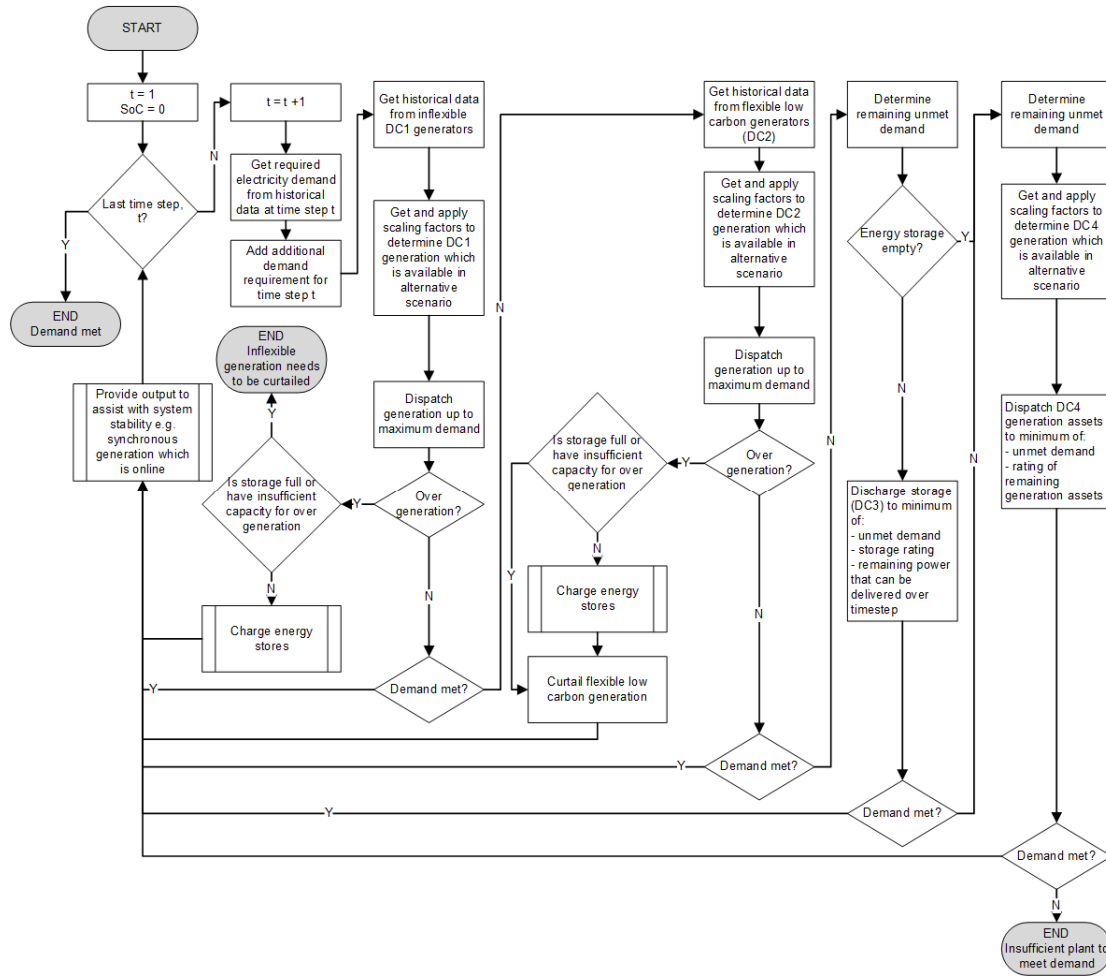 START
t = 1
SoC = 0
Last time step,
t?
Y
N
END
Demand met
t = t +1
Get required
electricity demand
from historical
data at time step t
Add additional
demand
requirement for
time step t
Get historical data
from inflexible
DC1 generators
Get and apply
scaling factors to
determine DC1
generation which
is available in
alternative
scenario
Dispatch
generation up to
maximum demand
Over
generation?
Y
N
Is storage full or
have insufficient
capacity for over
generation
Y
N
END
Inflexible
generation needs
to be curtailed
Charge energy
stores
Provide output to
assist with system
stability e.g.
synchronous
generation which
is online
Demand met?
Y
N
Get historical data
from flexible low
carbon generators
(DC2)
Get and apply
scaling factors to
determine DC2
generation which
is available in
alternative
scenario
Dispatch
generation up to
maximum demand
Over
generation?
Y
N
Is storage full or
have insufficient
capacity for over
generation
Y
N
Charge energy
stores
Curtail flexible low
carbon generation
Demand met?
Y
N
Determine
remaining unmet
demand
Energy storage
empty?
Y
N
Discharge storage
(DC3) to minimum
of:
- unmet demand
- storage rating
- remaining power
that can be
delivered over
timestep
Demand met?
Y
N
Determine
remaining unmet
demand
Get and apply
scaling factors to
determine DC4
generation which
is available in
alternative
scenario
Dispatch DC4
generation assets
to minimum of:
- unmet demand
- rating of
remaining
generation assets
Demand met?
N
END
Insufficient plant to
meet demand